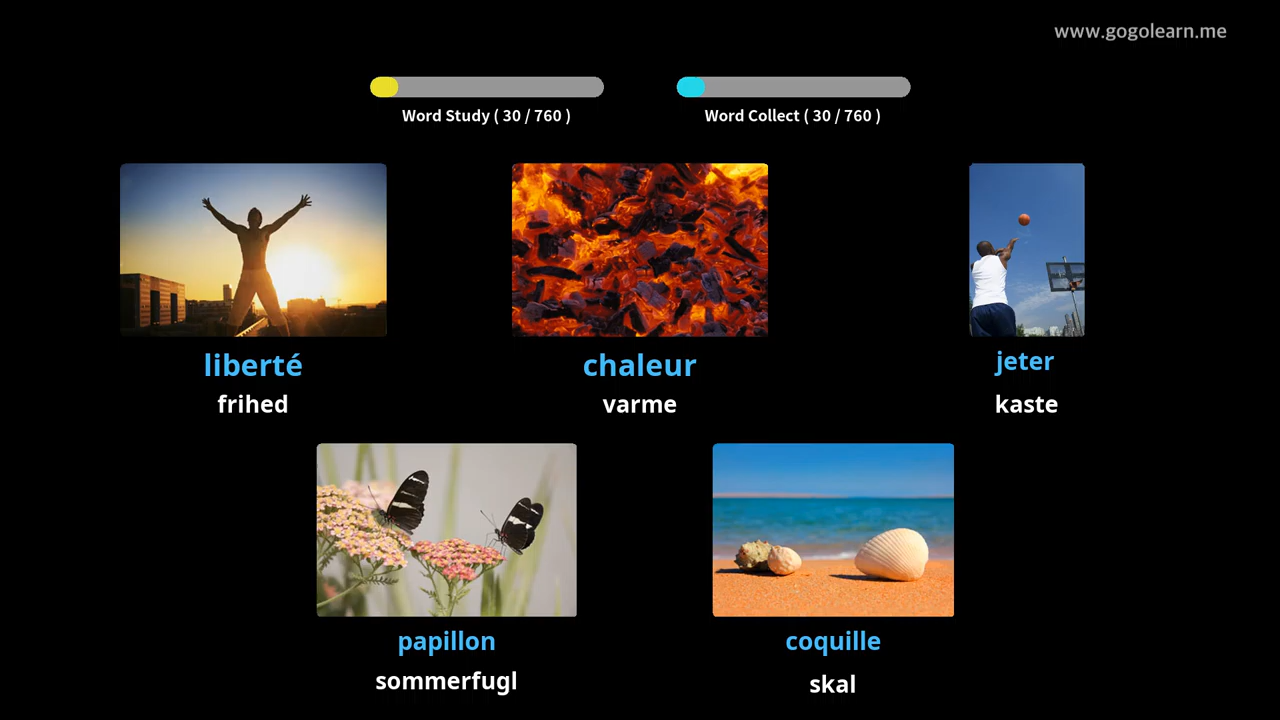 www.gogolearn.me
Word Study ( 30 / 760 )
Word Collect ( 30 / 760 )
liberté
frihed
chaleur
varme
jeter
kaste
papillon
sommerfugl
coquille
skal